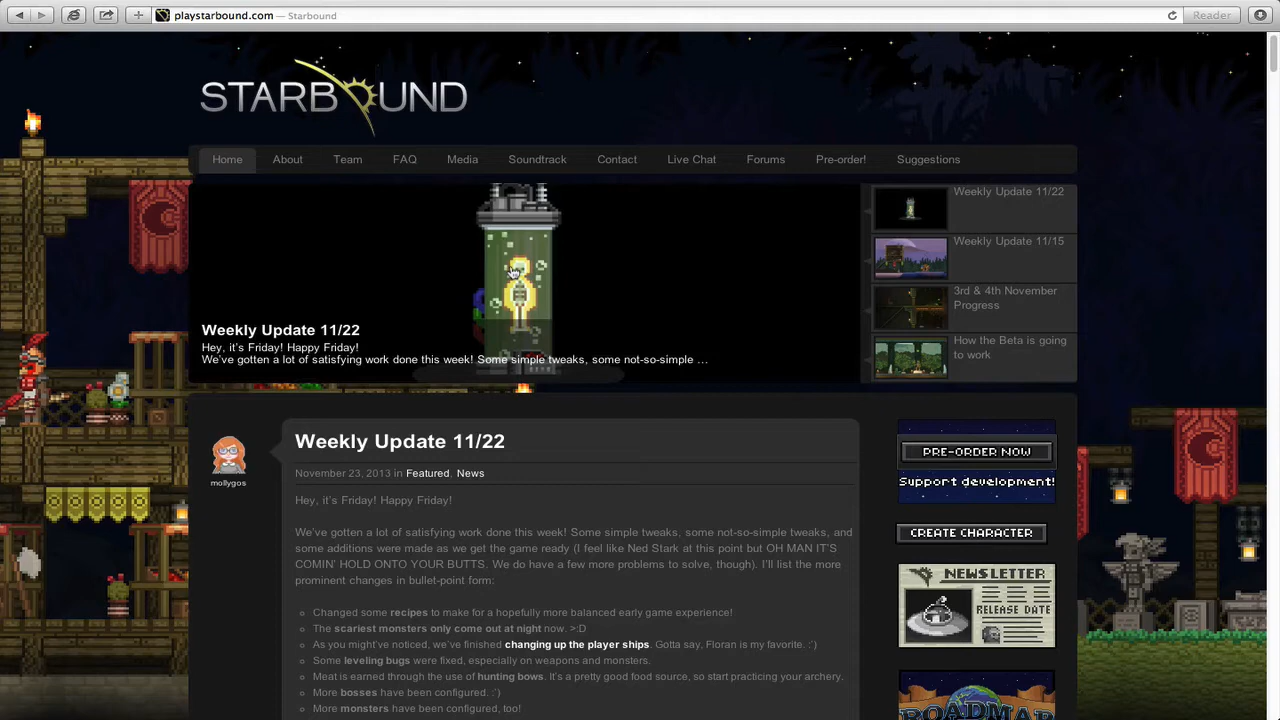 playstarbound.com — Starbound
Reader
STARBOUND
Home About Team FAQ Media Soundtrack Contact Live Chat Forums Pre-order! Suggestions
Weekly Update 11/22
Hey, it's Friday! Happy Friday!
We've gotten a lot of satisfying work done this week! Some simple tweaks, some not-so-simple …
Weekly Update 11/22
Weekly Update 11/15
3rd & 4th November
Progress
How the Beta is going
to work
mollygos
Weekly Update 11/22
November 23, 2013 in Featured, News
Hey, it's Friday! Happy Friday!
We've gotten a lot of satisfying work done this week! Some simple tweaks, some not-so-simple tweaks, and
some additions were made as we get the game ready (I feel like Ned Stark at this point but OH MAN IT'S
COMIN' HOLD ONTO YOUR BUTTS. We do have a few more problems to solve, though). I'll list the more
prominent changes in bullet-point form:
Changed some recipes to make for a hopefully more balanced early game experience!
The scariest monsters only come out at night now. >:D
As you might've noticed, we've finished changing up the player ships. Gotta say, Floran is my favorite. :')
Some leveling bugs were fixed, especially on weapons and monsters.
Meat is earned through the use of hunting bows. It's a pretty good food source, so start practicing your archery.
More bosses have been configured. :')
More monsters have been configured, too!
PRE-ORDER NOW
Support development!
CREATE CHARACTER
NEWSLETTER
RELEASE DATE
ROADMAP